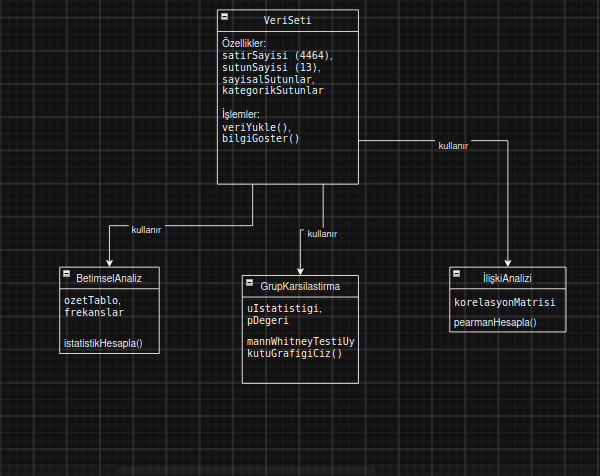 VeriSeti
Özellikler:
satirSayisi (4464),
sutunSayisi (13),
sayisalSutunlar,
kategorikSutunlar
İşlemler:
veriYukle(),
bilgiGoster()
kullanır
kullanır
kullanır
BetimselAnaliz
ozetTablo,
frekanslar
istatistikHesapla()
GrupKarsilastirma
uIstatistigi,
pDegeri
mannWhitneyTestiUy
kutuGrafigiCiz()
İlişkiAnalizi
korelasyonMatrisi
pearmanHesapla()